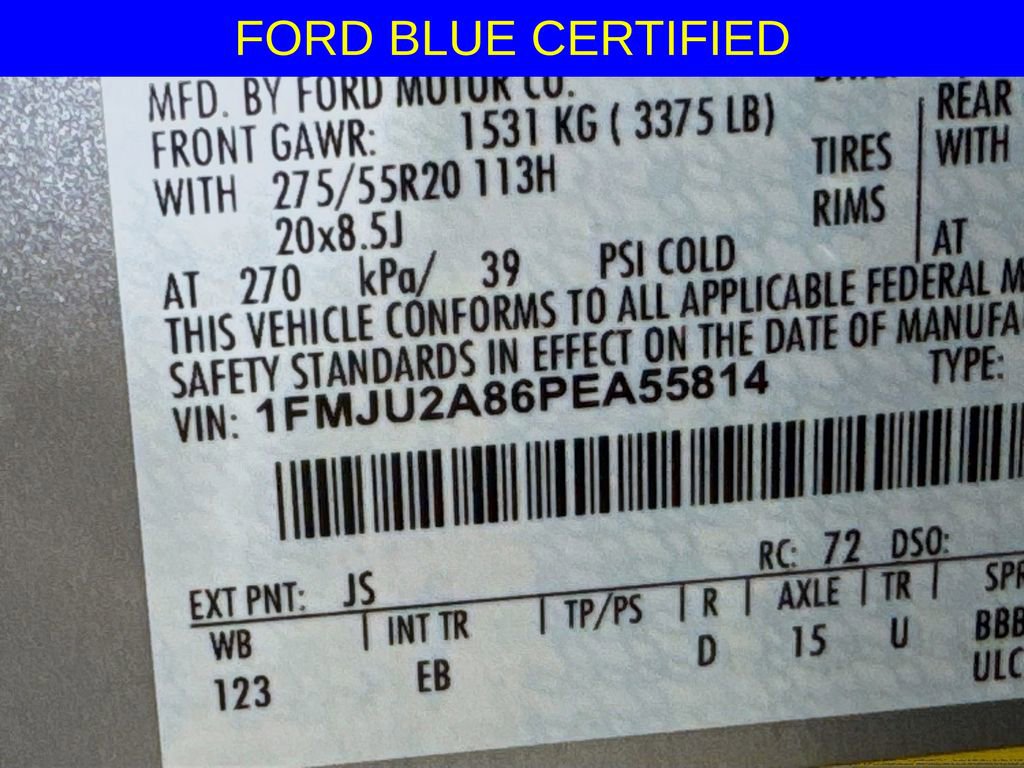 FORD BLUE CERTIFIED
MFD. BY FORD MOTOR CO.
FRONT GAWR: 1531 KG ( 3375 LB)
REAR
WITH 275/55R20 113H TIRES WITH
20x8.5J RIMS
AT 270 kPa/ 39 PSI COLD AT
THIS VEHICLE CONFORMS TO ALL APPLICABLE FEDERAL M
SAFETY STANDARDS IN EFFECT ON THE DATE OF MANUFA
VIN: 1FMJU2A86PEA55814 TYPE:
RC: 72 DSO:
EXT PNT: JS
WB INT TR TP/PS R AXLE TR SPR
123 EB D 15 U BBB
ULC